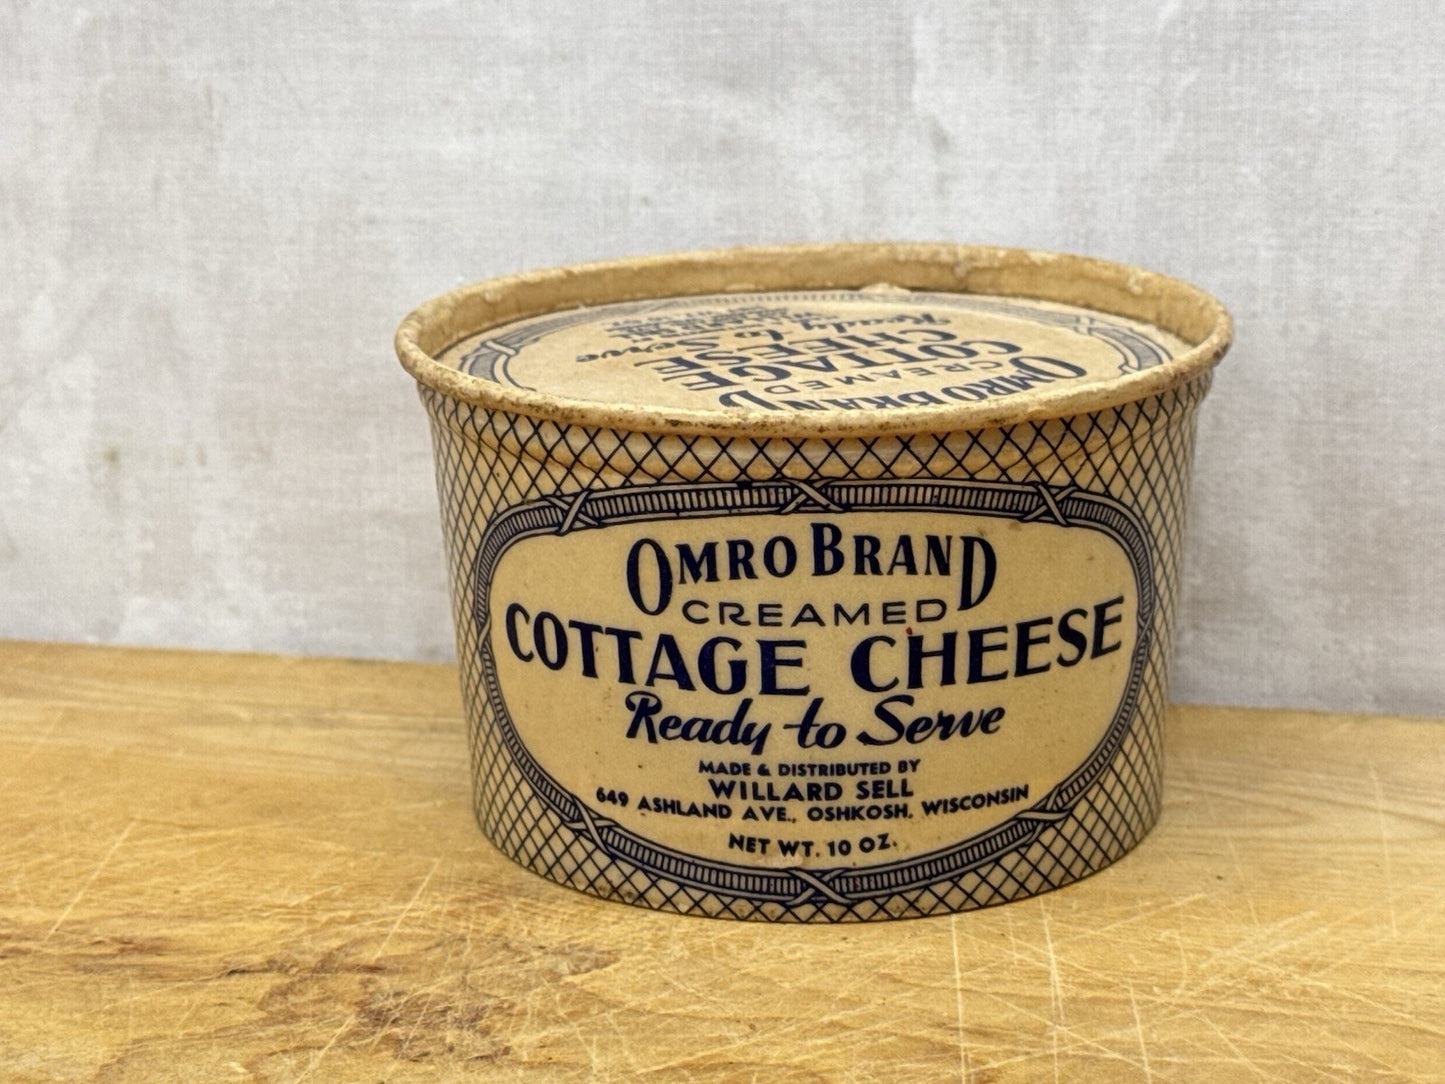 Ready to Serve
CHEESE
COTTAGE
CREAMED
OMRO BRAND
OMRO BRAND
CREAMED
COTTAGE CHEESE
Ready to Serve
MADE & DISTRIBUTED BY
WILLARD SELL
649 ASHLAND AVE., OSHKOSH, WISCONSIN
NET WT. 10 OZ.